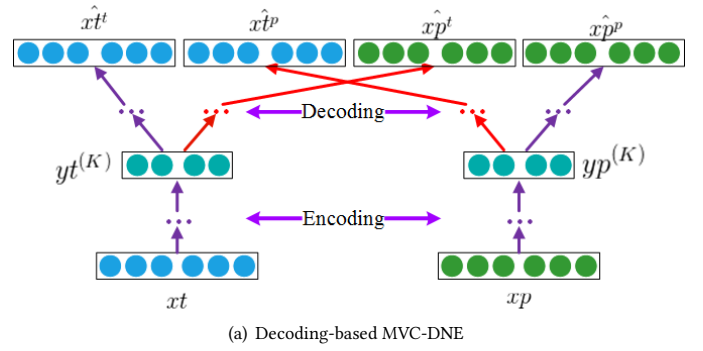 x̂t^t x̂t^p x̂p^t x̂p^p
Decoding
yt^(K) yp^(K)
Encoding
xt xp
(a) Decoding-based MVC-DNE